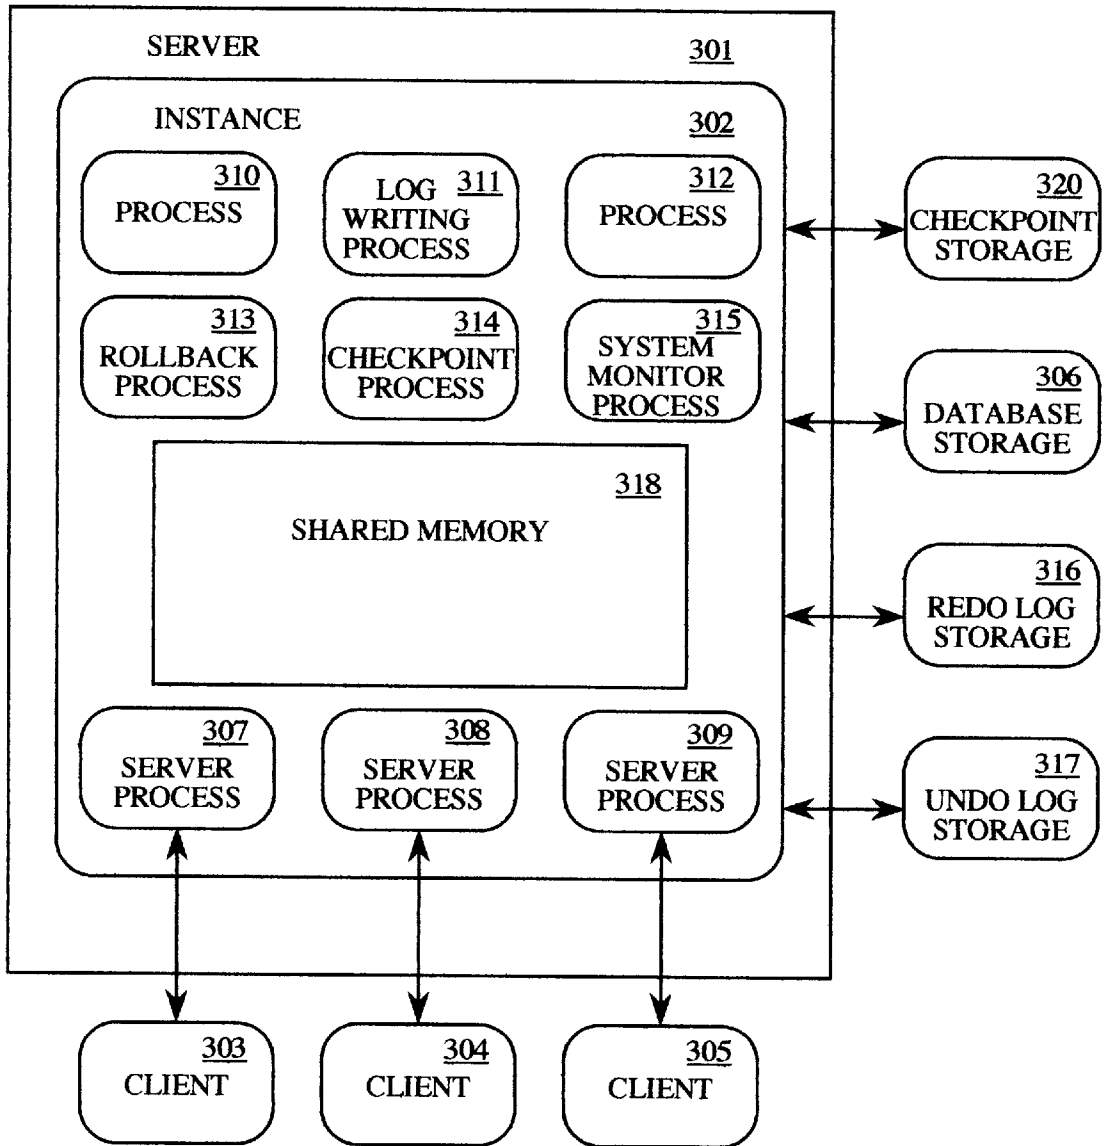 SERVER 301
INSTANCE 302
310
PROCESS
311
LOG
WRITING
PROCESS
312
PROCESS
313
ROLLBACK
PROCESS
314
CHECKPOINT
PROCESS
315
SYSTEM
MONITOR
PROCESS
318
SHARED MEMORY
307
SERVER
PROCESS
308
SERVER
PROCESS
309
SERVER
PROCESS
320
CHECKPOINT
STORAGE
306
DATABASE
STORAGE
316
REDO LOG
STORAGE
317
UNDO LOG
STORAGE
303
CLIENT
304
CLIENT
305
CLIENT